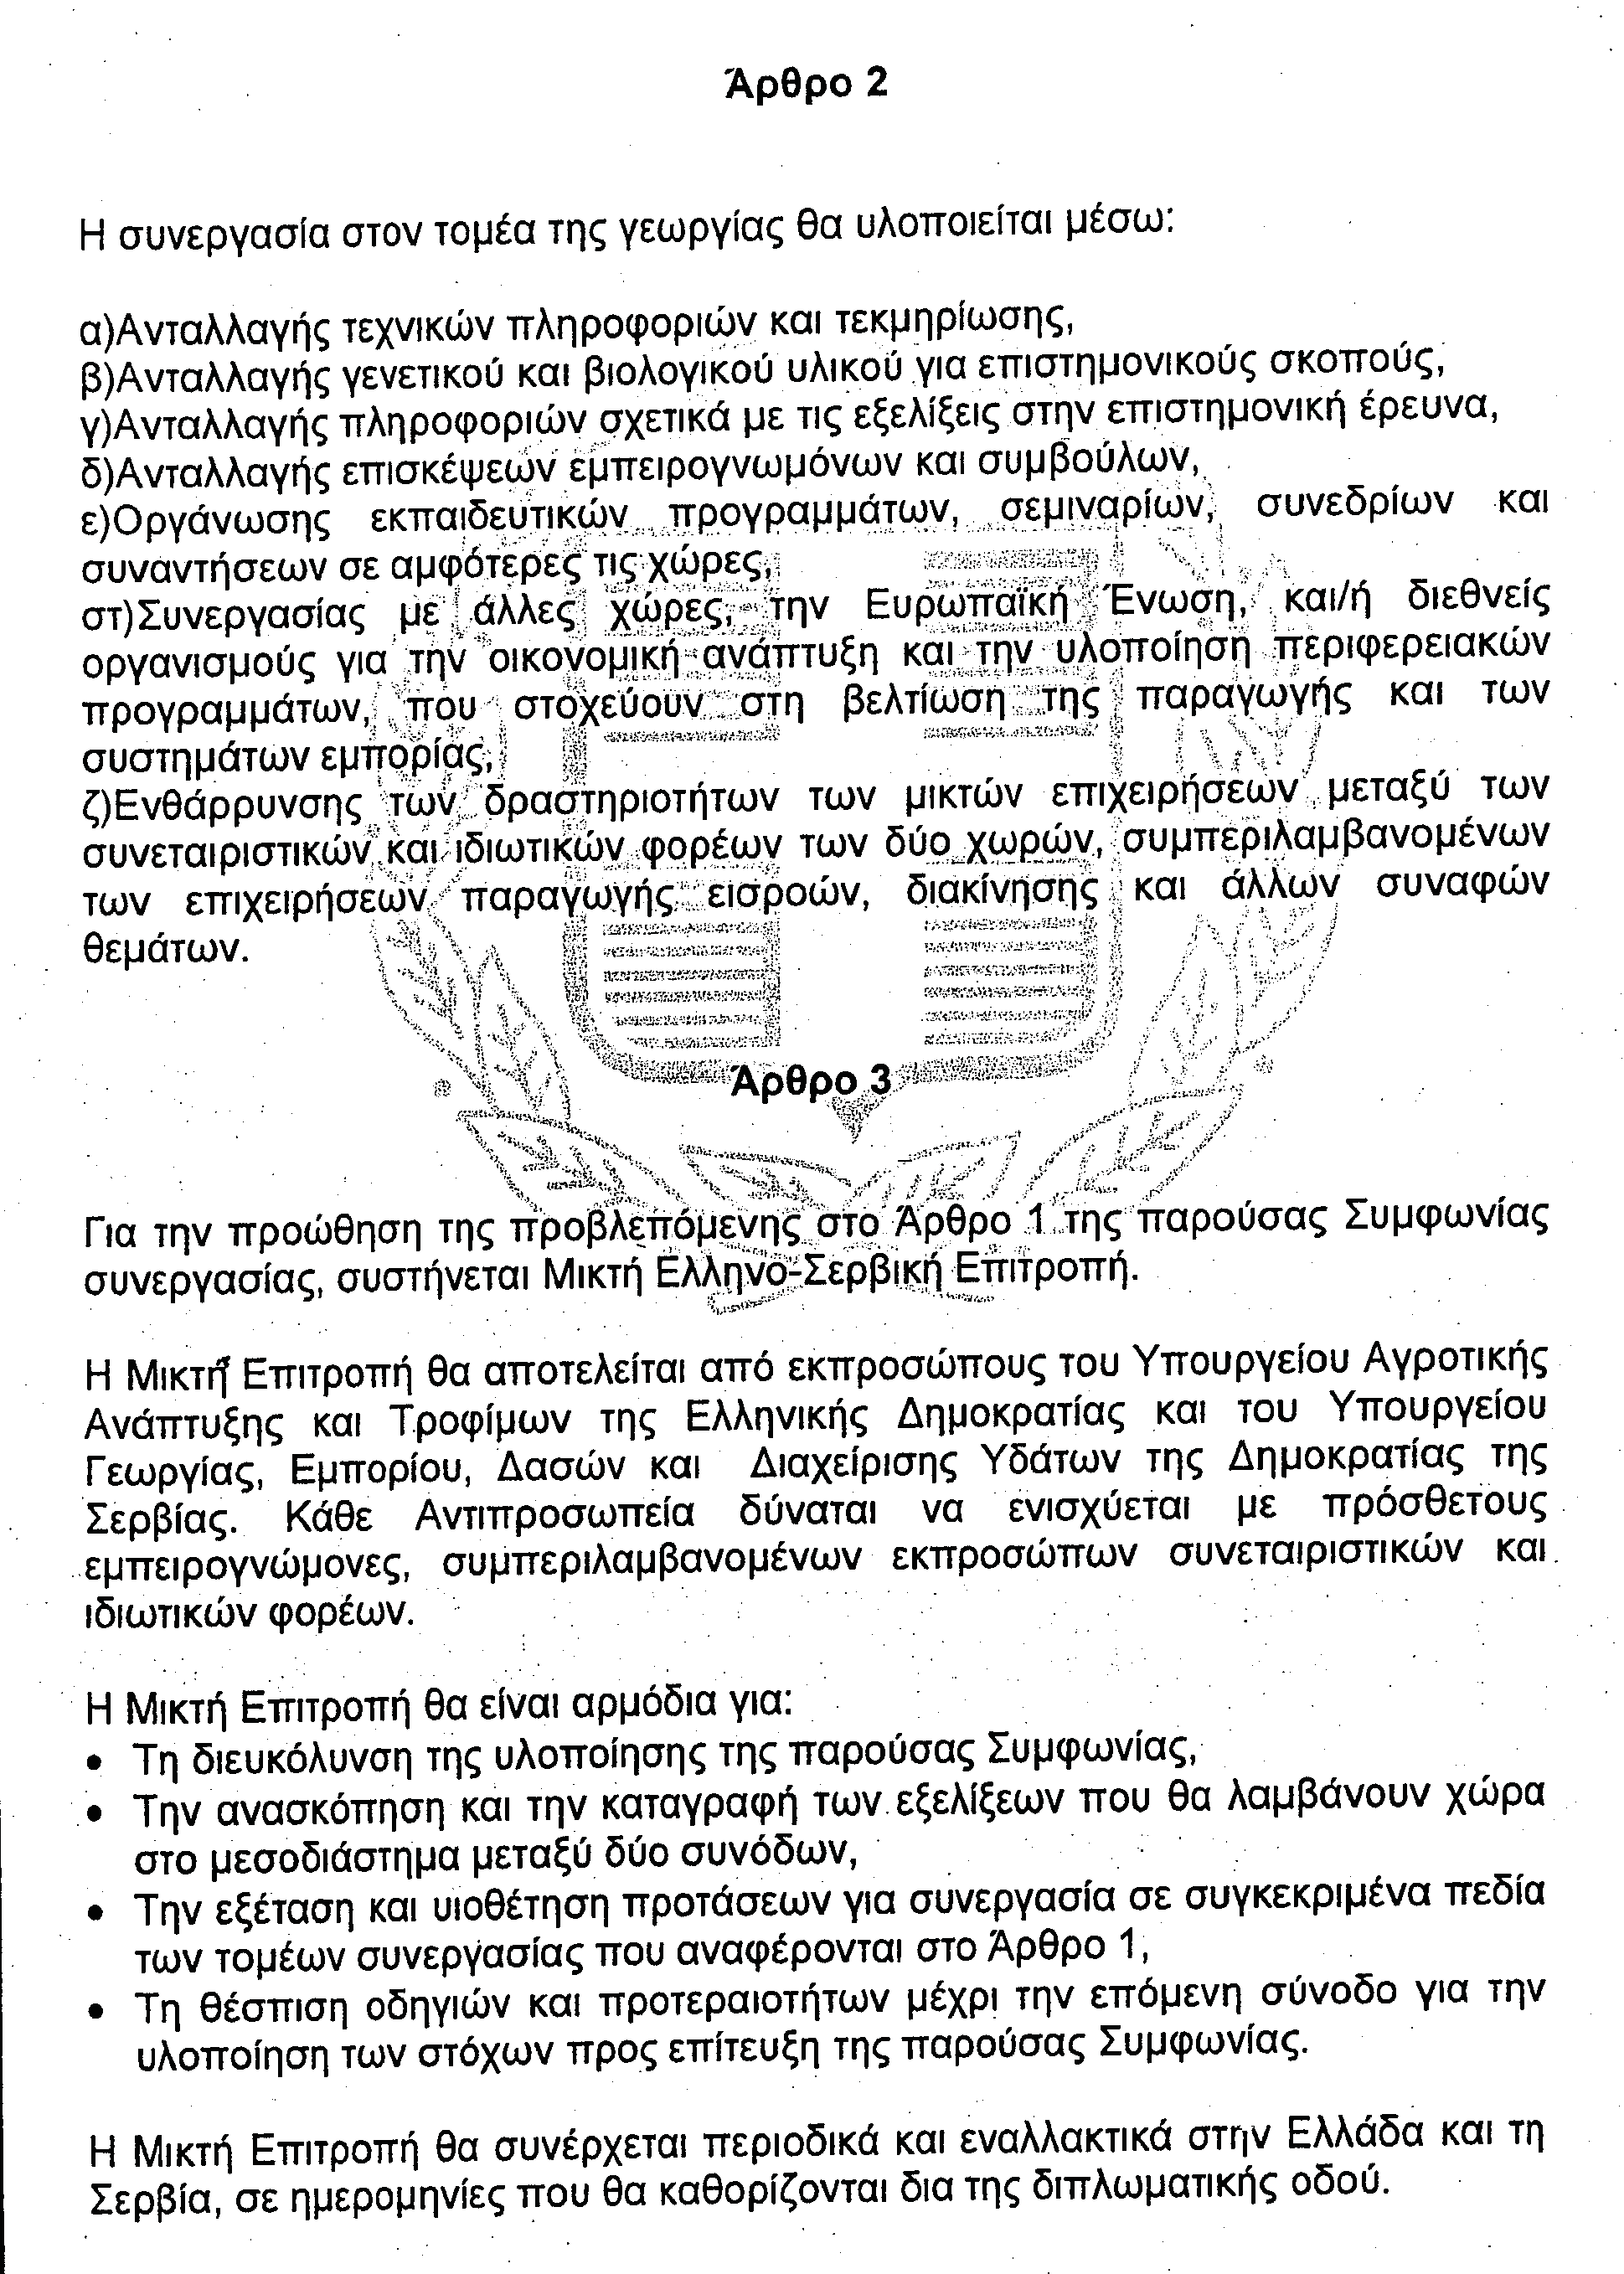 Άρθρο 2
Η συνεργασία στον τομέα της γεωργίας θα υλοποιείται μέσω:
α)Ανταλλαγής τεχνικών πληροφοριών και τεκμηρίωσης,
β)Ανταλλαγής γενετικού και βιολογικού υλικού για επιστημονικούς σκοπούς,
γ)Ανταλλαγής πληροφοριών σχετικά με τις εξελίξεις στην επιστημονική έρευνα,
δ)Ανταλλαγής επισκέψεων εμπειρογνωμόνων και συμβούλων,
ε)Οργάνωσης εκπαιδευτικών προγραμμάτων, σεμιναρίων, συνεδρίων και
συναντήσεων σε αμφότερες τις χώρες,
στ)Συνεργασίας με άλλες χώρες, την Ευρωπαϊκή Ένωση, και/ή διεθνείς
οργανισμούς για την οικονομική ανάπτυξη και την υλοποίηση περιφερειακών
προγραμμάτων, που στοχεύουν στη βελτίωση της παραγωγής και των
συστημάτων εμπορίας,
ζ)Ενθάρρυνσης των δραστηριοτήτων των μικτών επιχειρήσεων μεταξύ των
συνεταιριστικών και ιδιωτικών φορέων των δύο χωρών, συμπεριλαμβανομένων
των επιχειρήσεων παραγωγής εισροών, διακίνησης και άλλων συναφών
θεμάτων.
Άρθρο 3
Για την προώθηση της προβλεπόμενης στο Άρθρο 1 της παρούσας Συμφωνίας
συνεργασίας, συστήνεται Μικτή Ελληνο-Σερβική Επιτροπή.
Η Μικτή Επιτροπή θα αποτελείται από εκπροσώπους του Υπουργείου Αγροτικής
Ανάπτυξης και Τροφίμων της Ελληνικής Δημοκρατίας και του Υπουργείου
Γεωργίας, Εμπορίου, Δασών και Διαχείρισης Υδάτων της Δημοκρατίας της
Σερβίας. Κάθε Αντιπροσωπεία δύναται να ενισχύεται με πρόσθετους
εμπειρογνώμονες, συμπεριλαμβανομένων εκπροσώπων συνεταιριστικών και
ιδιωτικών φορέων.
Η Μικτή Επιτροπή θα είναι αρμόδια για:
• Τη διευκόλυνση της υλοποίησης της παρούσας Συμφωνίας,
• Την ανασκόπηση και την καταγραφή των εξελίξεων που θα λαμβάνουν χώρα
στο μεσοδιάστημα μεταξύ δύο συνόδων,
• Την εξέταση και υιοθέτηση προτάσεων για συνεργασία σε συγκεκριμένα πεδία
των τομέων συνεργασίας που αναφέρονται στο Άρθρο 1,
• Τη θέσπιση οδηγιών και προτεραιοτήτων μέχρι την επόμενη σύνοδο για την
υλοποίηση των στόχων προς επίτευξη της παρούσας Συμφωνίας.
Η Μικτή Επιτροπή θα συνέρχεται περιοδικά και εναλλακτικά στην Ελλάδα και τη
Σερβία, σε ημερομηνίες που θα καθορίζονται δια της διπλωματικής οδού.